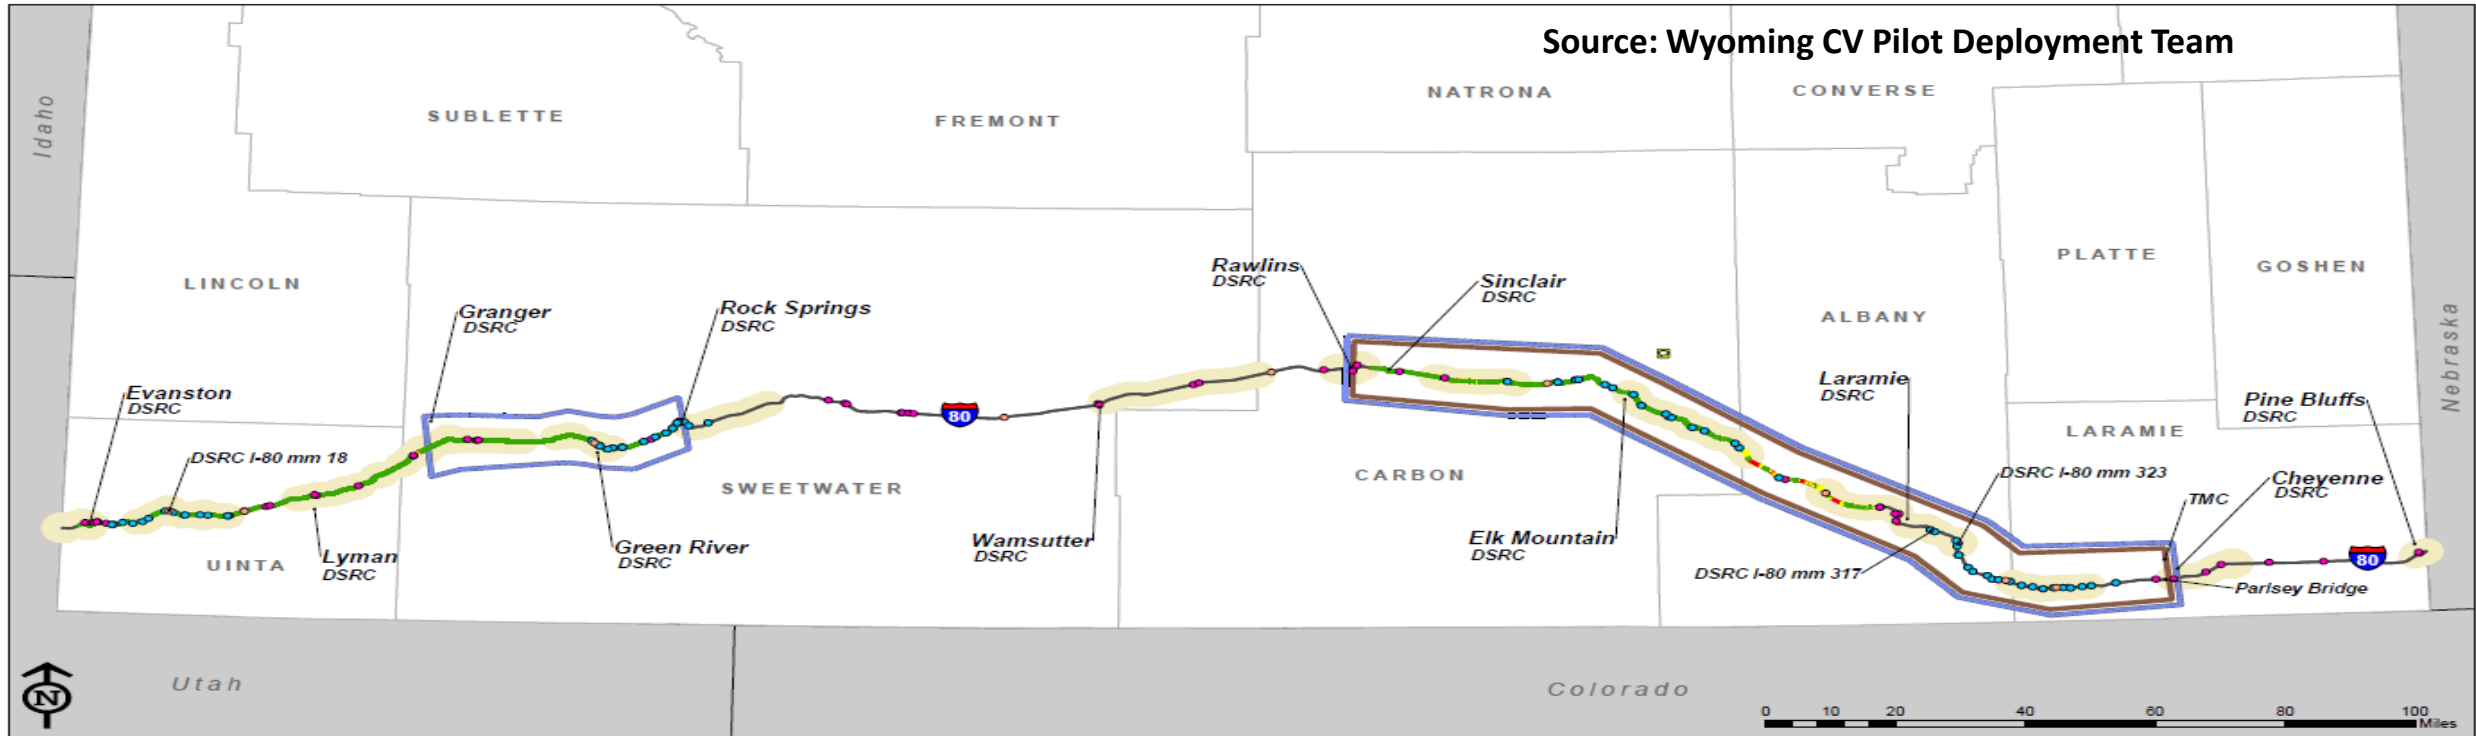 Source: Wyoming CV Pilot Deployment Team
Idaho
SUBLETTE
FREMONT
NATRONA
CONVERSE
LINCOLN
PLATTE
GOSHEN
Nebraska
Granger
DSRC
Rock Springs
DSRC
Rawlins
DSRC
Sinclair
DSRC
ALBANY
Evanston
DSRC
DSRC I-80 mm 18
80
Laramie
DSRC
Pine Bluffs
DSRC
LARAMIE
SWEETWATER
CARBON
DSRC I-80 mm 323
Cheyenne
DSRC
TMC
UINTA
Lyman
DSRC
Green River
DSRC
Wamsutter
DSRC
Elk Mountain
DSRC
DSRC I-80 mm 317
80
Parlsey Bridge
N
Utah
Colorado
0 10 20 40 60 80 100
Miles